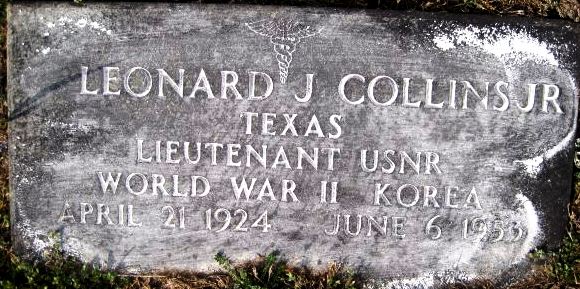 LEONARD J COLLINS JR
TEXAS
LIEUTENANT USNR
WORLD WAR II KOREA
APRIL 21 1924 JUNE 6 1953